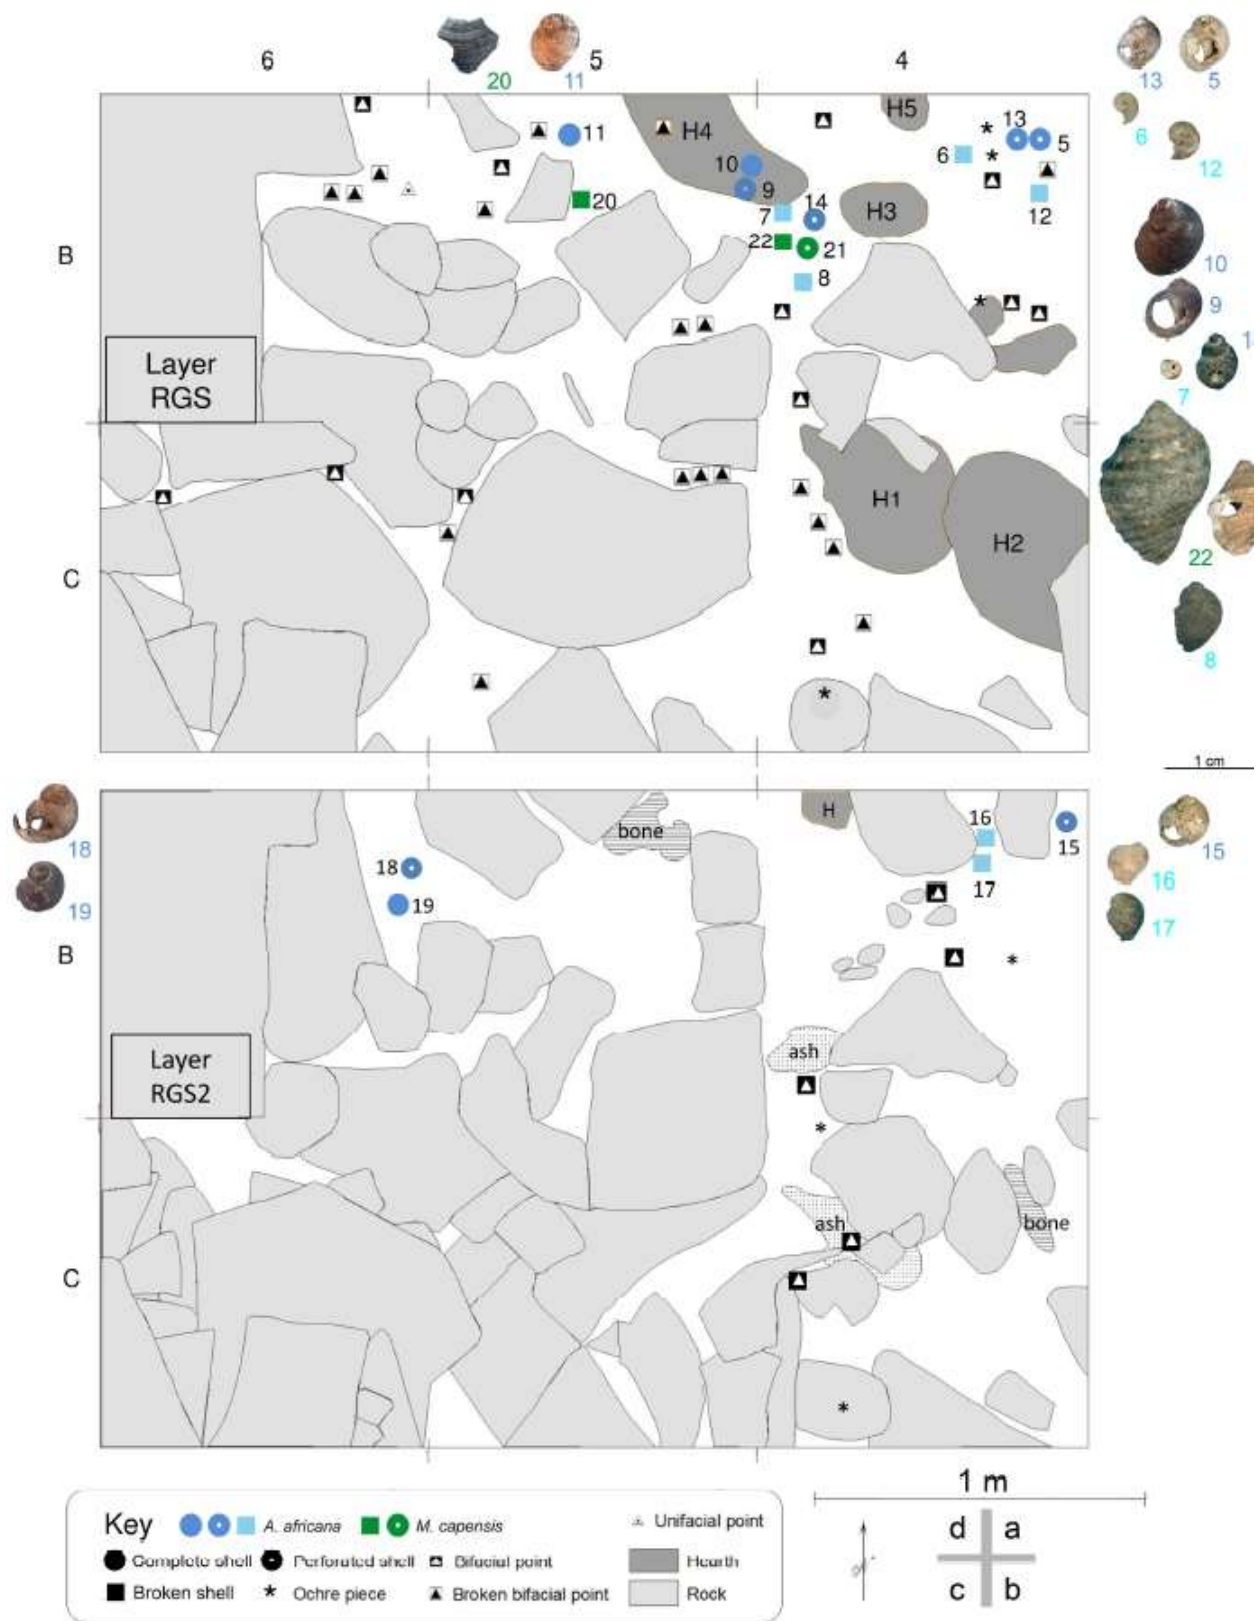 6 5 4
20 11
13 5
6
12
10
9
7
22
8
H4 H5
11 13 5
10 6
9
20 7 14 H3 12
22 21
8
B
Layer
RGS
H1
H2
C
1 cm
18
19
bone
H 16
15
18
17
19
15
16
17
B
Layer
RGS2
ash
ash
bone
C
Key
A. africana
M. capensis
Unifacial point
Complete shell
Perforated shell
Bifacial point
Hearth
Broken shell
Ochre piece
Broken bifacial point
Rock
1 m
d a
c b